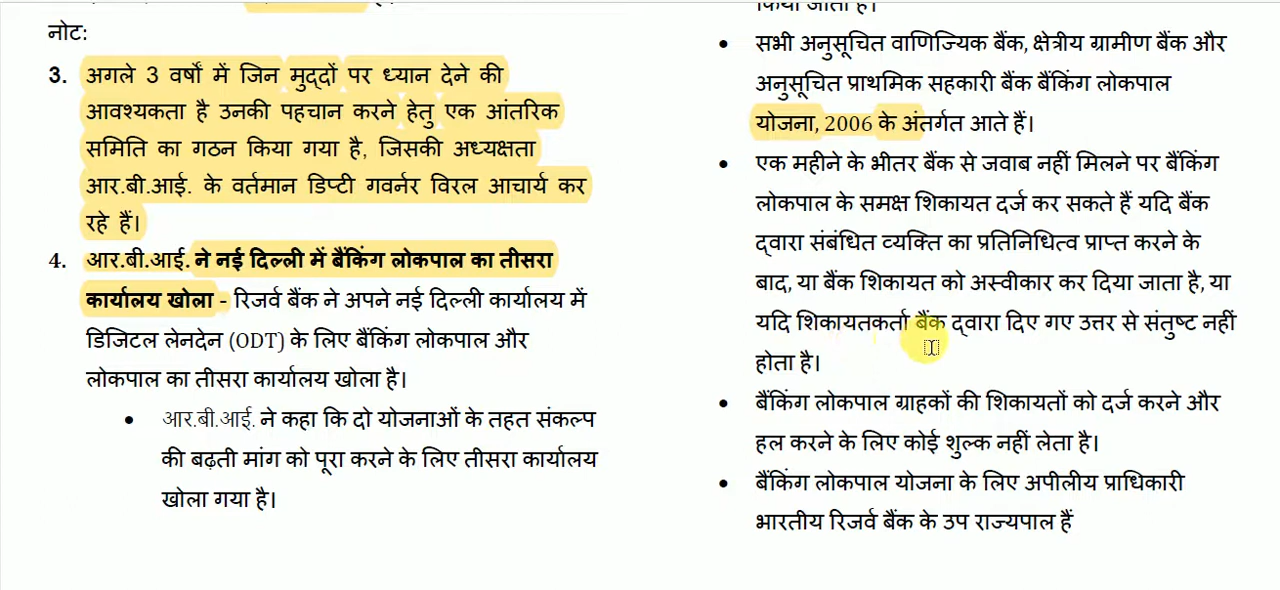 नोट:
3. अगले 3 वर्षों में जिन मुद्दों पर ध्यान देने की
आवश्यकता है उनकी पहचान करने हेतु एक आंतरिक
समिति का गठन किया गया है, जिसकी अध्यक्षता
आर.बी.आई. के वर्तमान डिप्टी गवर्नर विरल आचार्य कर
रहे हैं।
4. आर.बी.आई. ने नई दिल्ली में बैंकिंग लोकपाल का तीसरा
कार्यालय खोला - रिजर्व बैंक ने अपने नई दिल्ली कार्यालय में
डिजिटल लेनदेन (ODT) के लिए बैंकिंग लोकपाल और
लोकपाल का तीसरा कार्यालय खोला है।
• आर.बी.आई. ने कहा कि दो योजनाओं के तहत संकल्प
की बढ़ती मांग को पूरा करने के लिए तीसरा कार्यालय
खोला गया है।
किया जाता है।
• सभी अनुसूचित वाणिज्यिक बैंक, क्षेत्रीय ग्रामीण बैंक और
अनुसूचित प्राथमिक सहकारी बैंक बैंकिंग लोकपाल
योजना, 2006 के अंतर्गत आते हैं।
• एक महीने के भीतर बैंक से जवाब नहीं मिलने पर बैंकिंग
लोकपाल के समक्ष शिकायत दर्ज कर सकते हैं यदि बैंक
द्वारा संबंधित व्यक्ति का प्रतिनिधित्व प्राप्त करने के
बाद, या बैंक शिकायत को अस्वीकार कर दिया जाता है, या
यदि शिकायतकर्ता बैंक द्वारा दिए गए उत्तर से संतुष्ट नहीं
होता है।
• बैंकिंग लोकपाल ग्राहकों की शिकायतों को दर्ज करने और
हल करने के लिए कोई शुल्क नहीं लेता है।
• बैंकिंग लोकपाल योजना के लिए अपीलीय प्राधिकारी
भारतीय रिजर्व बैंक के उप राज्यपाल हैं